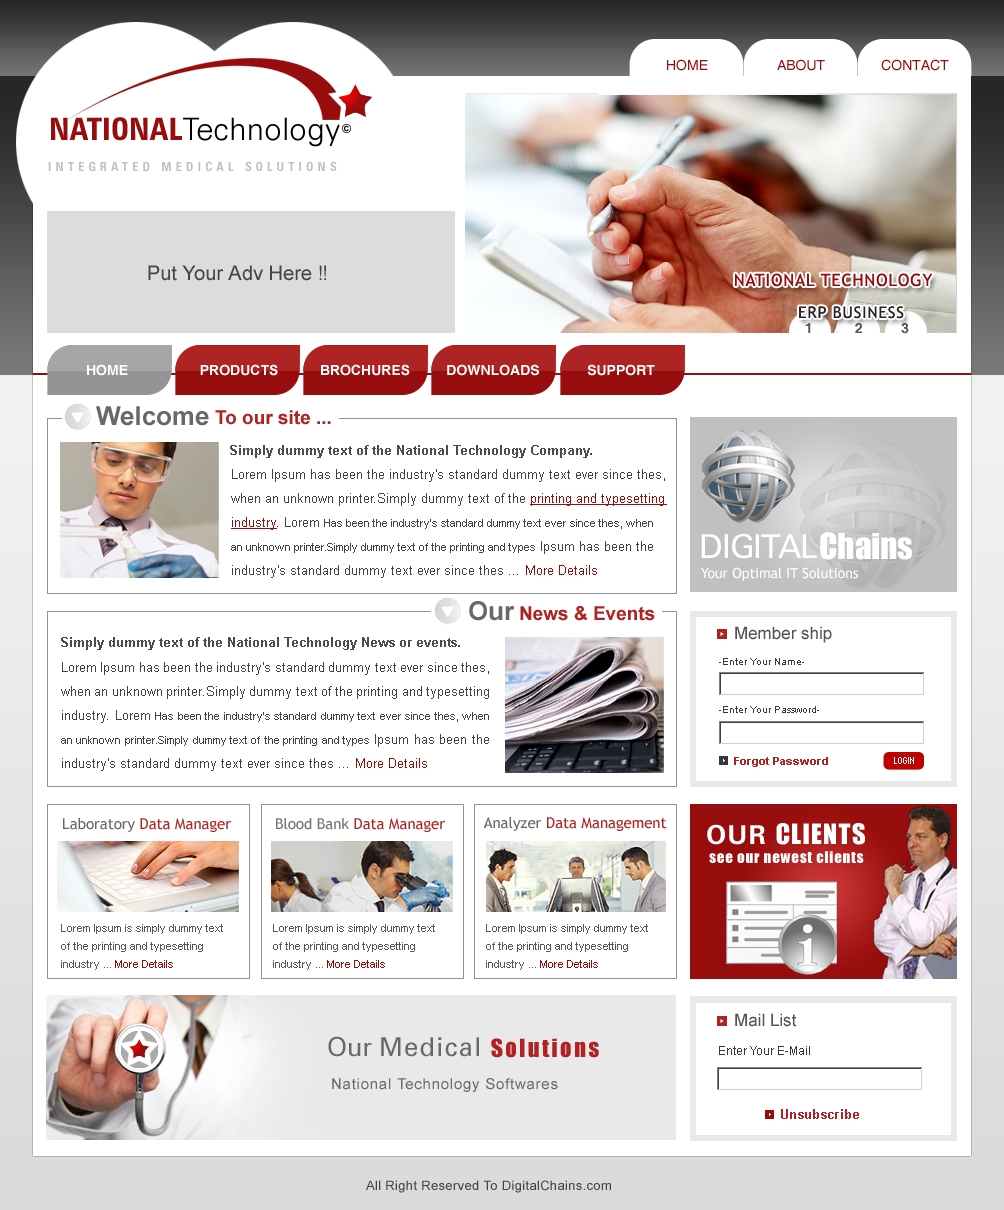 HOME
ABOUT
CONTACT
NATIONALTechnology©
INTEGRATED MEDICAL SOLUTIONS
Put Your Adv Here !!
NATIONAL TECHNOLOGY
ERP BUSINESS
1 2 3
HOME
PRODUCTS
BROCHURES
DOWNLOADS
SUPPORT
Welcome To our site ...
Simply dummy text of the National Technology Company.
Lorem Ipsum has been the industry's standard dummy text ever since thes,
when an unknown printer.Simply dummy text of the printing and typesetting
industry. Lorem Has been the industry's standard dummy text ever since thes, when
an unknown printer.Simply dummy text of the printing and types Ipsum has been the
industry's standard dummy text ever since thes ... More Details
DIGITALChains
Your Optimal IT Solutions
Our News & Events
Simply dummy text of the National Technology News or events.
Lorem Ipsum has been the industry's standard dummy text ever since thes,
when an unknown printer.Simply dummy text of the printing and typesetting
industry. Lorem Has been the industry's standard dummy text ever since thes, when
an unknown printer.Simply dummy text of the printing and types Ipsum has been the
industry's standard dummy text ever since thes ... More Details
Member ship
-Enter Your Name-
-Enter Your Password-
Forgot Password
LOGIN
Laboratory Data Manager
Lorem Ipsum is simply dummy text
of the printing and typesetting
industry ... More Details
Blood Bank Data Manager
Lorem Ipsum is simply dummy text
of the printing and typesetting
industry ... More Details
Analyzer Data Management
Lorem Ipsum is simply dummy text
of the printing and typesetting
industry ... More Details
OUR CLIENTS
see our newest clients
i
Our Medical Solutions
National Technology Softwares
Mail List
Enter Your E-Mail
Unsubscribe
All Right Reserved To DigitalChains.com